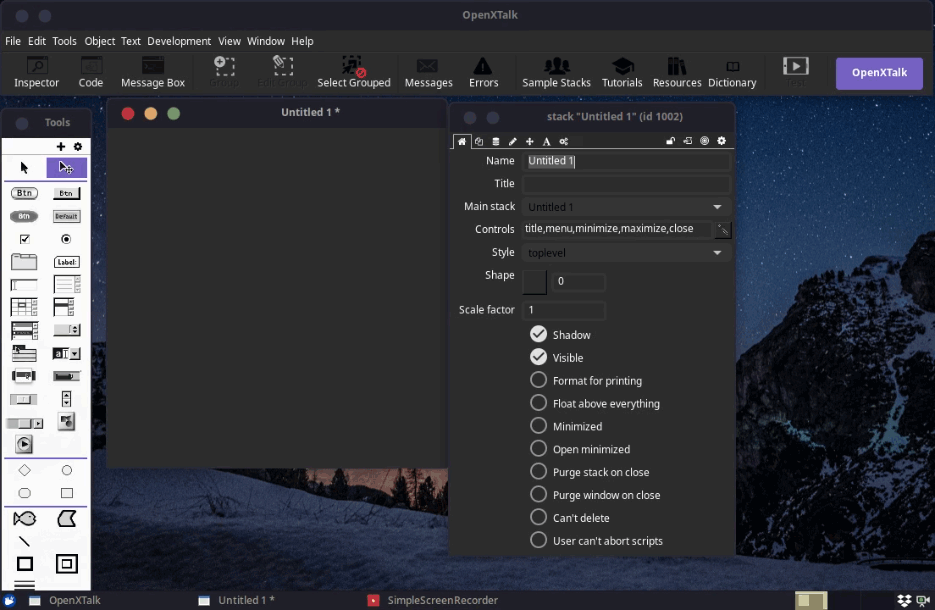 OpenXTalk
File Edit Tools Object Text Development View Window Help
Inspector Code Message Box Select Grouped Messages Errors Sample Stacks Tutorials Resources Dictionary
OpenXTalk
Tools
Untitled 1 *
stack "Untitled 1" (id 1002)
Btn Btn
Btn Default
Label:
Name Untitled 1
Title
Main stack Untitled 1
Controls title,menu,minimize,maximize,close
Style toplevel
Shape 0
Scale factor 1
Shadow
Visible
Format for printing
Float above everything
Minimized
Open minimized
Purge stack on close
Purge window on close
Can't delete
User can't abort scripts
OpenXTalk Untitled 1 * SimpleScreenRecorder